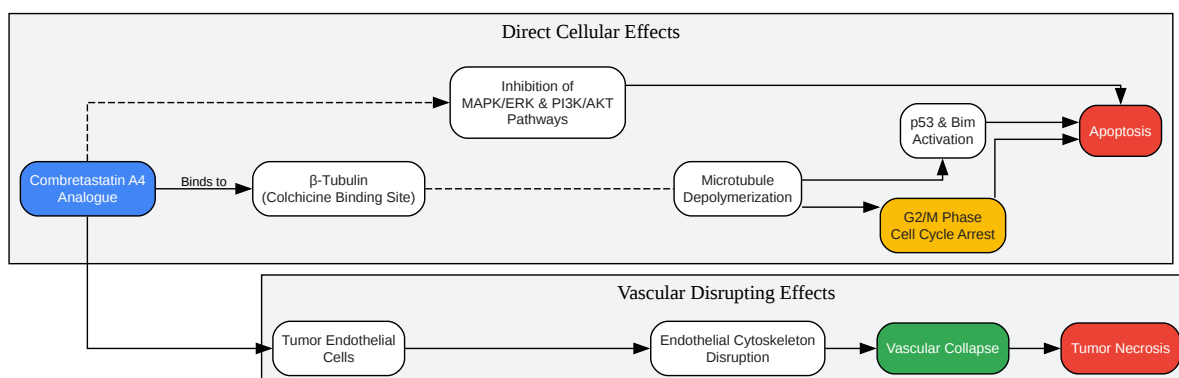 Direct Cellular Effects
Inhibition of
MAPK/ERK & PI3K/AKT
Pathways
p53 & Bim
Activation
Apoptosis
Combretastatin A4
Analogue
Binds to
β-Tubulin
(Colchicine Binding Site)
Microtubule
Depolymerization
G2/M Phase
Cell Cycle Arrest
Vascular Disrupting Effects
Tumor Endothelial
Cells
Endothelial Cytoskeleton
Disruption
Vascular Collapse
Tumor Necrosis